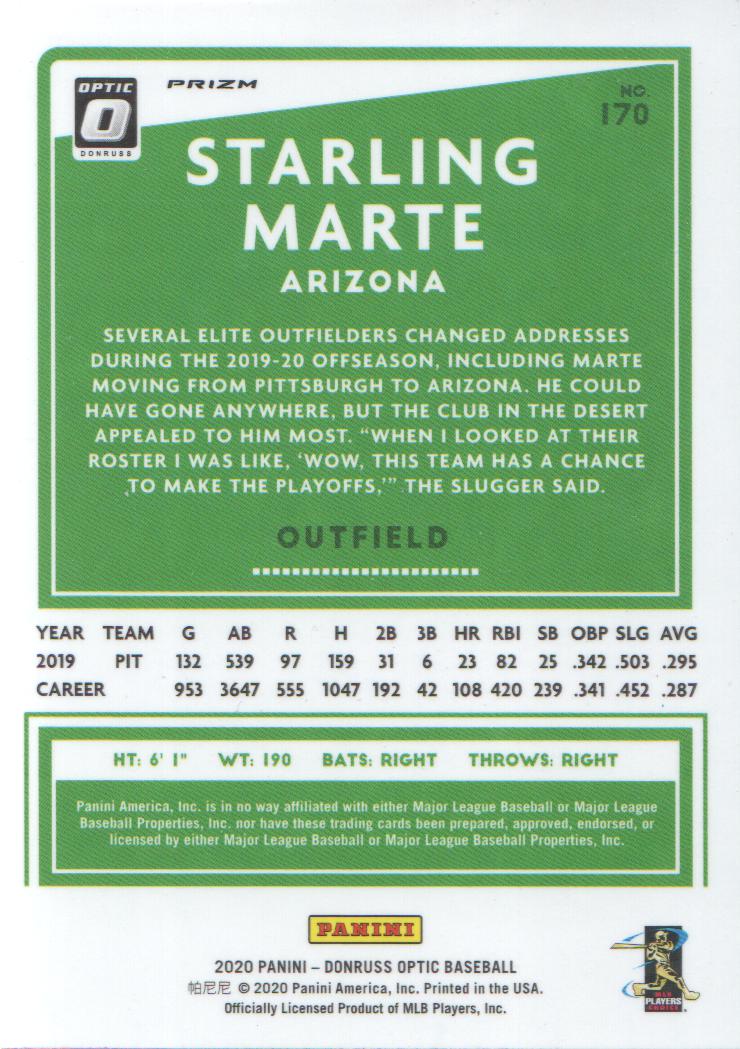 OPTIC
O
DONRUSS
PRIZM
NO.
170
STARLING
MARTE
ARIZONA
SEVERAL ELITE OUTFIELDERS CHANGED ADDRESSES
DURING THE 2019-20 OFFSEASON, INCLUDING MARTE
MOVING FROM PITTSBURGH TO ARIZONA. HE COULD
HAVE GONE ANYWHERE, BUT THE CLUB IN THE DESERT
APPEALED TO HIM MOST. “WHEN I LOOKED AT THEIR
ROSTER I WAS LIKE, ‘WOW, THIS TEAM HAS A CHANCE
TO MAKE THE PLAYOFFS,’” THE SLUGGER SAID.
OUTFIELD
YEAR TEAM G AB R H 2B 3B HR RBI SB OBP SLG AVG
2019 PIT 132 539 97 159 31 6 23 82 25 .342 .503 .295
CAREER 953 3647 555 1047 192 42 108 420 239 .341 .452 .287
HT: 6' 1" WT: 190 BATS: RIGHT THROWS: RIGHT
Panini America, Inc. is in no way affiliated with either Major League Baseball or Major League
Baseball Properties, Inc. nor have these trading cards been prepared, approved, endorsed, or
licensed by either Major League Baseball or Major League Baseball Properties, Inc.
PANINI
2020 PANINI – DONRUSS OPTIC BASEBALL
帕尼尼 © 2020 Panini America, Inc. Printed in the USA.
Officially Licensed Product of MLB Players, Inc.
MLB
PLAYERS
CHOICE